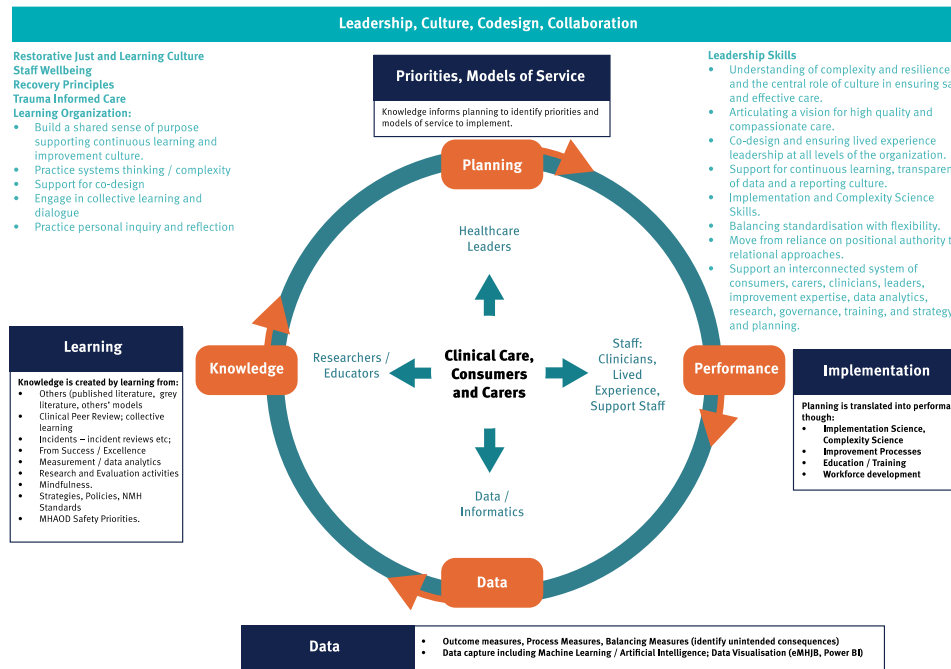 Leadership, Culture, Codesign, Collaboration
Restorative Just and Learning Culture
Staff Wellbeing
Recovery Principles
Trauma Informed Care
Learning Organization:
• Build a shared sense of purpose
supporting continuous learning and
improvement culture.
• Practice systems thinking / complexity
• Support for co-design
• Engage in collective learning and
dialogue
• Practice personal inquiry and reflection
Priorities, Models of Service
Knowledge informs planning to identify priorities and
models of service to implement.
Leadership Skills
• Understanding of complexity and resilience
and the central role of culture in ensuring
and effective care.
• Articulating a vision for high quality and
compassionate care.
• Co-design and ensuring lived experience
leadership at all levels of the organization.
• Support for continuous learning,
of data and a reporting culture.
• Implementation and Complexity Science
Skills.
• Balancing standardisation with flexibility.
• Move from reliance on positional authority
relational approaches.
• Support an interconnected system of
consumers, carers, clinicians, leaders,
improvement expertise, data analytics,
research, governance, training, and strategy
and planning.
Planning
Healthcare
Leaders
Knowledge
Researchers /
Educators
Clinical Care,
Consumers
and Carers
Staff:
Clinicians,
Lived
Experience,
Support Staff
Performance
Data /
Informatics
Data
Learning
Knowledge is created by learning from:
• Others (published literature, grey
literature, others' models
• Clinical Peer Review; collective
learning
• Incidents – incident reviews etc;
• From Success / Excellence
• Measurement / data analytics
• Research and Evaluation activities
• Mindfulness.
• Strategies, Policies, NMH
Standards
• MHAOD Safety Priorities.
Implementation
Planning is translated into
though:
• Implementation Science,
Complexity Science
• Improvement Processes
• Education / Training
• Workforce development
Data
• Outcome measures, Process Measures, Balancing Measures (identify unintended consequences)
• Data capture including Machine Learning / Artificial Intelligence; Data Visualisation (eMHJB, Power BI)